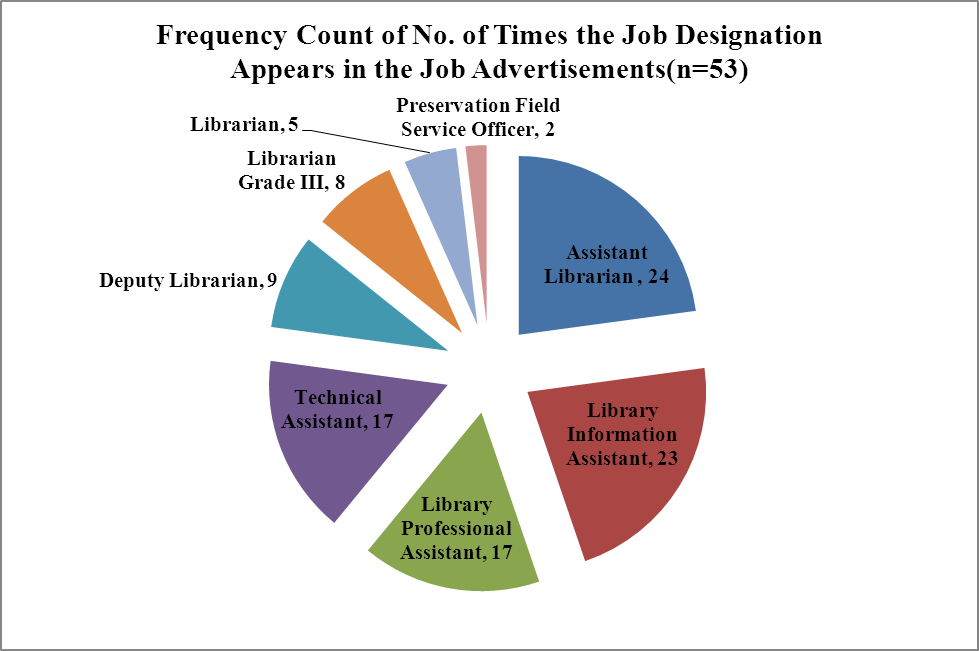 Frequency Count of No. of Times the Job Designation
Appears in the Job Advertisements(n=53)
Preservation Field
Service Officer, 2
Librarian, 5
Librarian
Grade III, 8
Deputy Librarian, 9
Assistant
Librarian , 24
Technical
Assistant, 17
Library
Information
Assistant, 23
Library
Professional
Assistant, 17